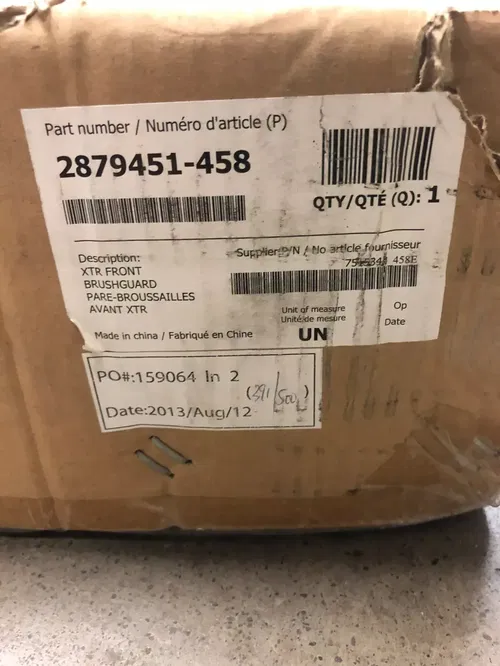 Part number / Numéro d'article (P)
2879451-458
QTY/QTÉ (Q): 1
Supplier P/N / No article fournisseur
458E
Description:
XTR FRONT
BRUSHGUARD
PARE-BROUSSAILLES
AVANT XTR
Unit of measure
Unité de mesure
UN
Op
Date
Made in china / Fabriqué en Chine
PO#:159064 ln 2
Date:2013/Aug/12